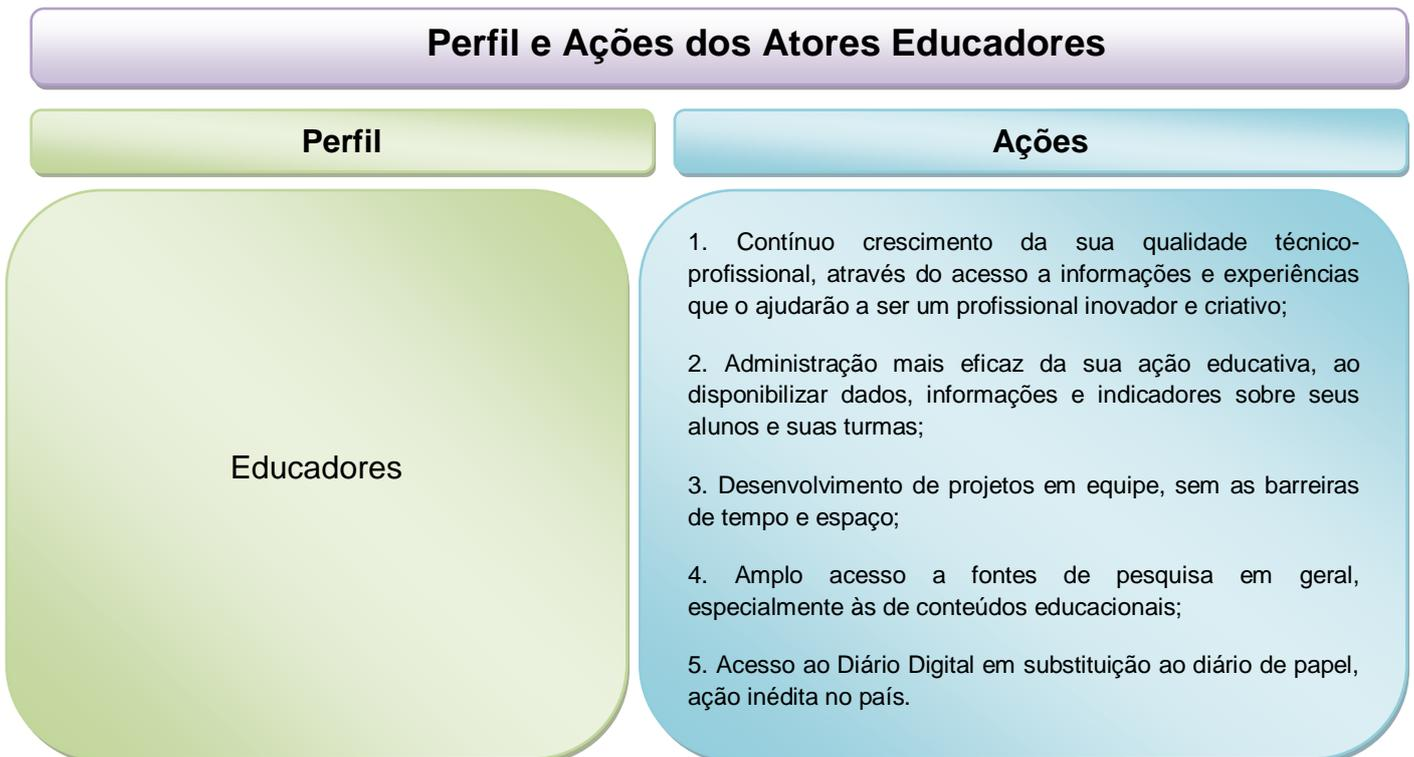 Perfil e Ações dos Atores Educadores
Perfil
Ações
Educadores
1. Contínuo crescimento da sua qualidade técnico-
profissional, através do acesso a informações e experiências
que o ajudarão a ser um profissional inovador e criativo;
2. Administração mais eficaz da sua ação educativa, ao
disponibilizar dados, informações e indicadores sobre seus
alunos e suas turmas;
3. Desenvolvimento de projetos em equipe, sem as barreiras
de tempo e espaço;
4. Amplo acesso a fontes de pesquisa em geral,
especialmente às de conteúdos educacionais;
5. Acesso ao Diário Digital em substituição ao diário de papel,
ação inédita no país.